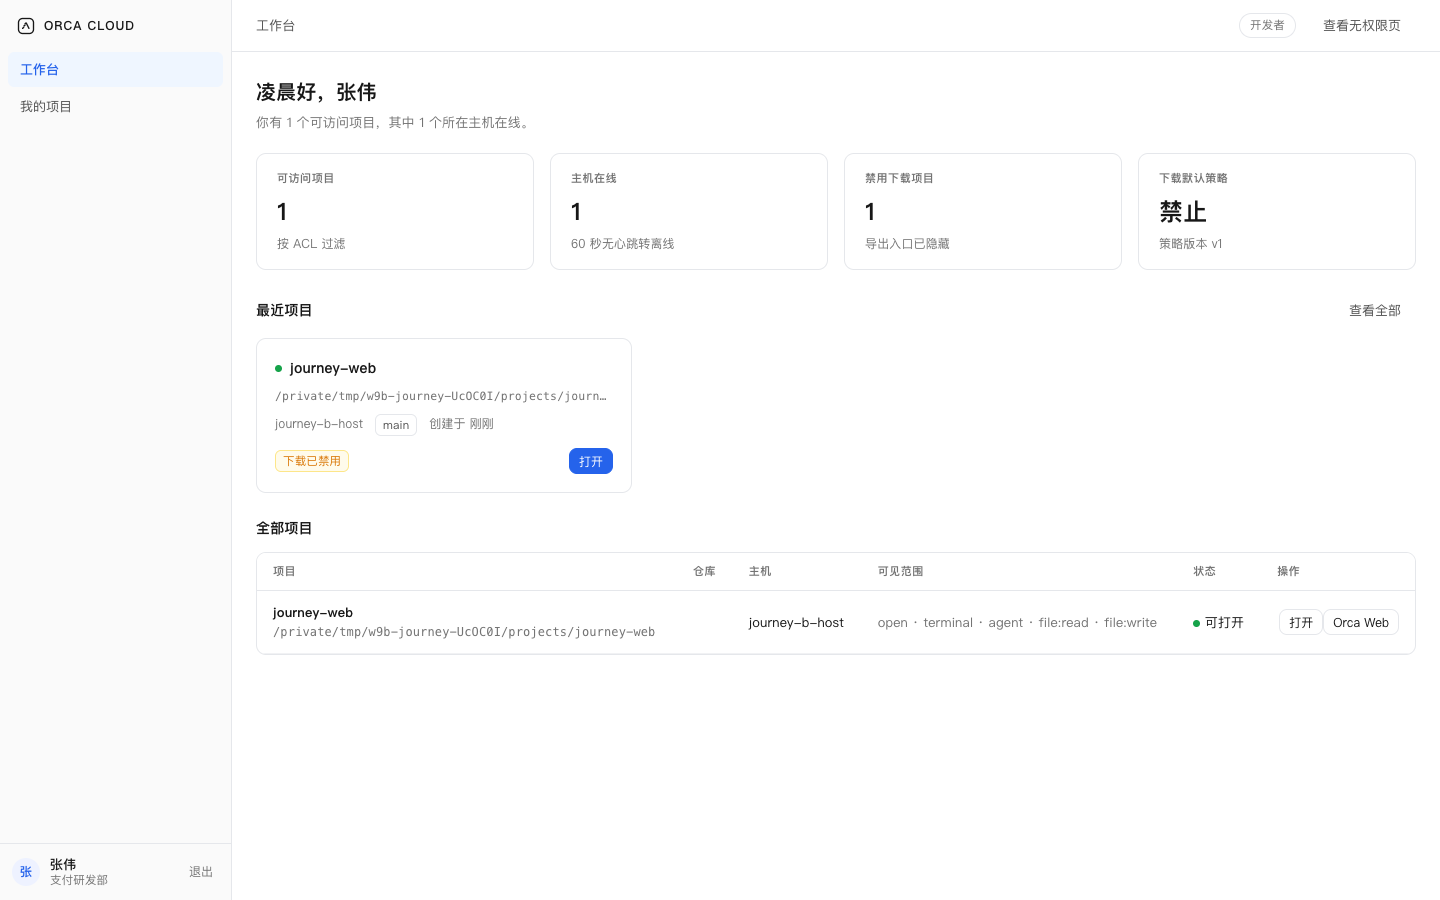 ORCA CLOUD
工作台
我的项目
工作台
开发者
查看无权限页
凌晨好，张伟
你有 1 个可访问项目，其中 1 个所在主机在线。
可访问项目
1
按 ACL 过滤
主机在线
1
60 秒无心跳转离线
禁用下载项目
1
导出入口已隐藏
下载默认策略
禁止
策略版本 v1
最近项目
查看全部
journey-web
/private/tmp/w9b-journey-UcOC0I/projects/journ…
journey-b-host main 创建于 刚刚
下载已禁用
打开
全部项目
项目 仓库 主机 可见范围 状态 操作
journey-web
/private/tmp/w9b-journey-UcOC0I/projects/journey-web
journey-b-host open · terminal · agent · file:read · file:write 可打开 打开 Orca Web
张
张伟
支付研发部
退出